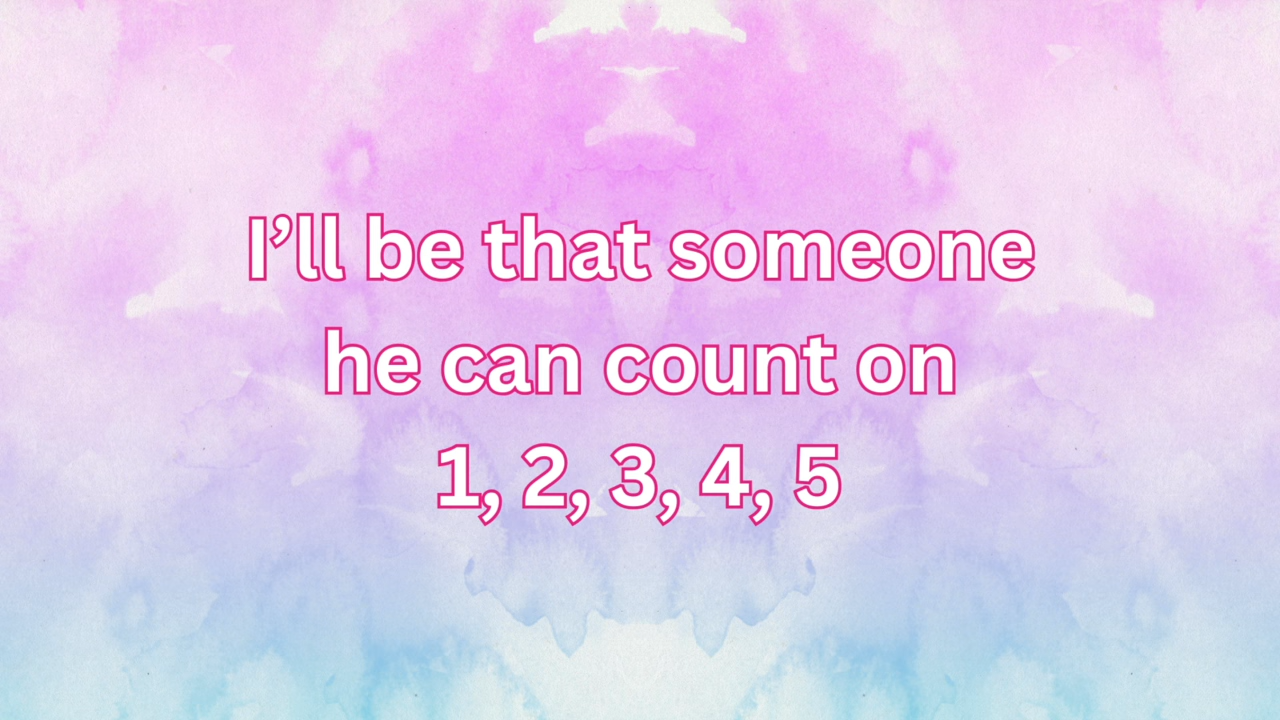 I’ll be that someone
he can count on
1, 2, 3, 4, 5